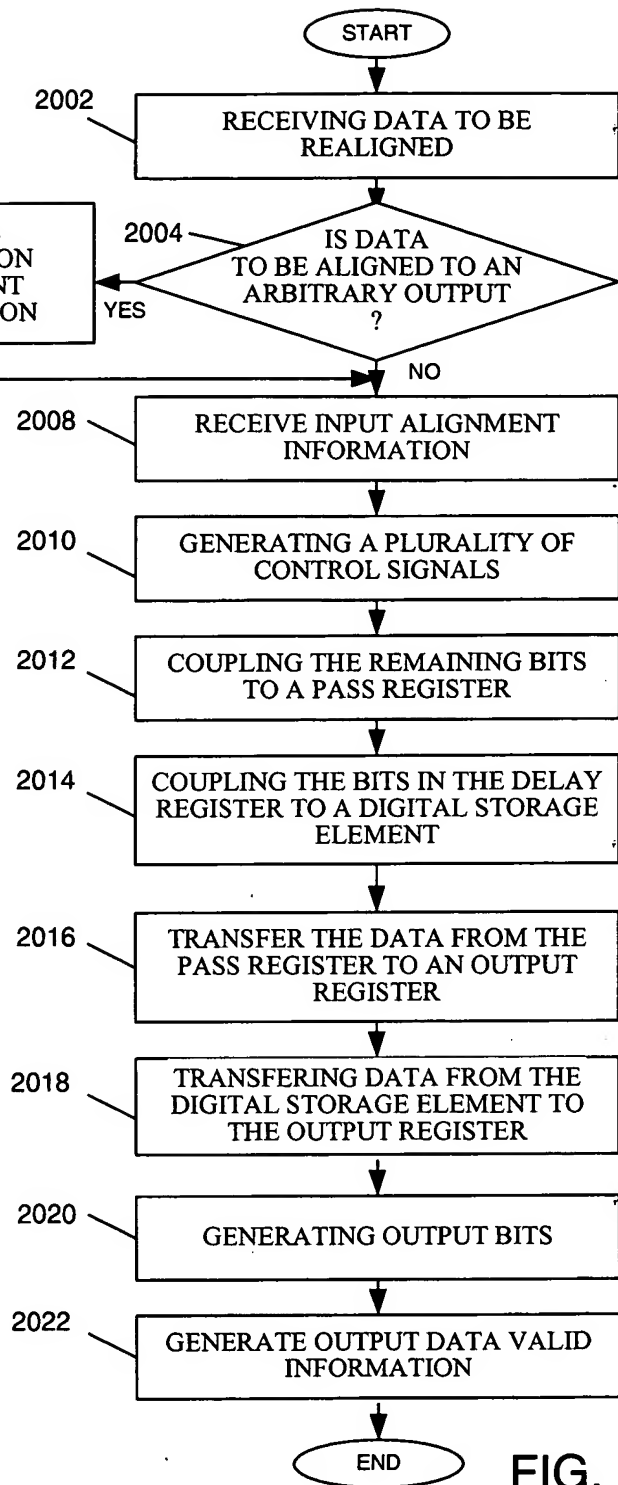 START
2002
RECEIVING DATA TO BE
REALIGNED
2004
IS DATA
TO BE ALIGNED TO AN
ARBITRARY OUTPUT
?
ON
NT
ON
YES
NO
2008
RECEIVE INPUT ALIGNMENT
INFORMATION
2010
GENERATING A PLURALITY OF
CONTROL SIGNALS
2012
COUPLING THE REMAINING BITS
TO A PASS REGISTER
2014
COUPLING THE BITS IN THE DELAY
REGISTER TO A DIGITAL STORAGE
ELEMENT
2016
TRANSFER THE DATA FROM THE
PASS REGISTER TO AN OUTPUT
REGISTER
2018
TRANSFERING DATA FROM THE
DIGITAL STORAGE ELEMENT TO
THE OUTPUT REGISTER
2020
GENERATING OUTPUT BITS
2022
GENERATE OUTPUT DATA VALID
INFORMATION
END
FIG.